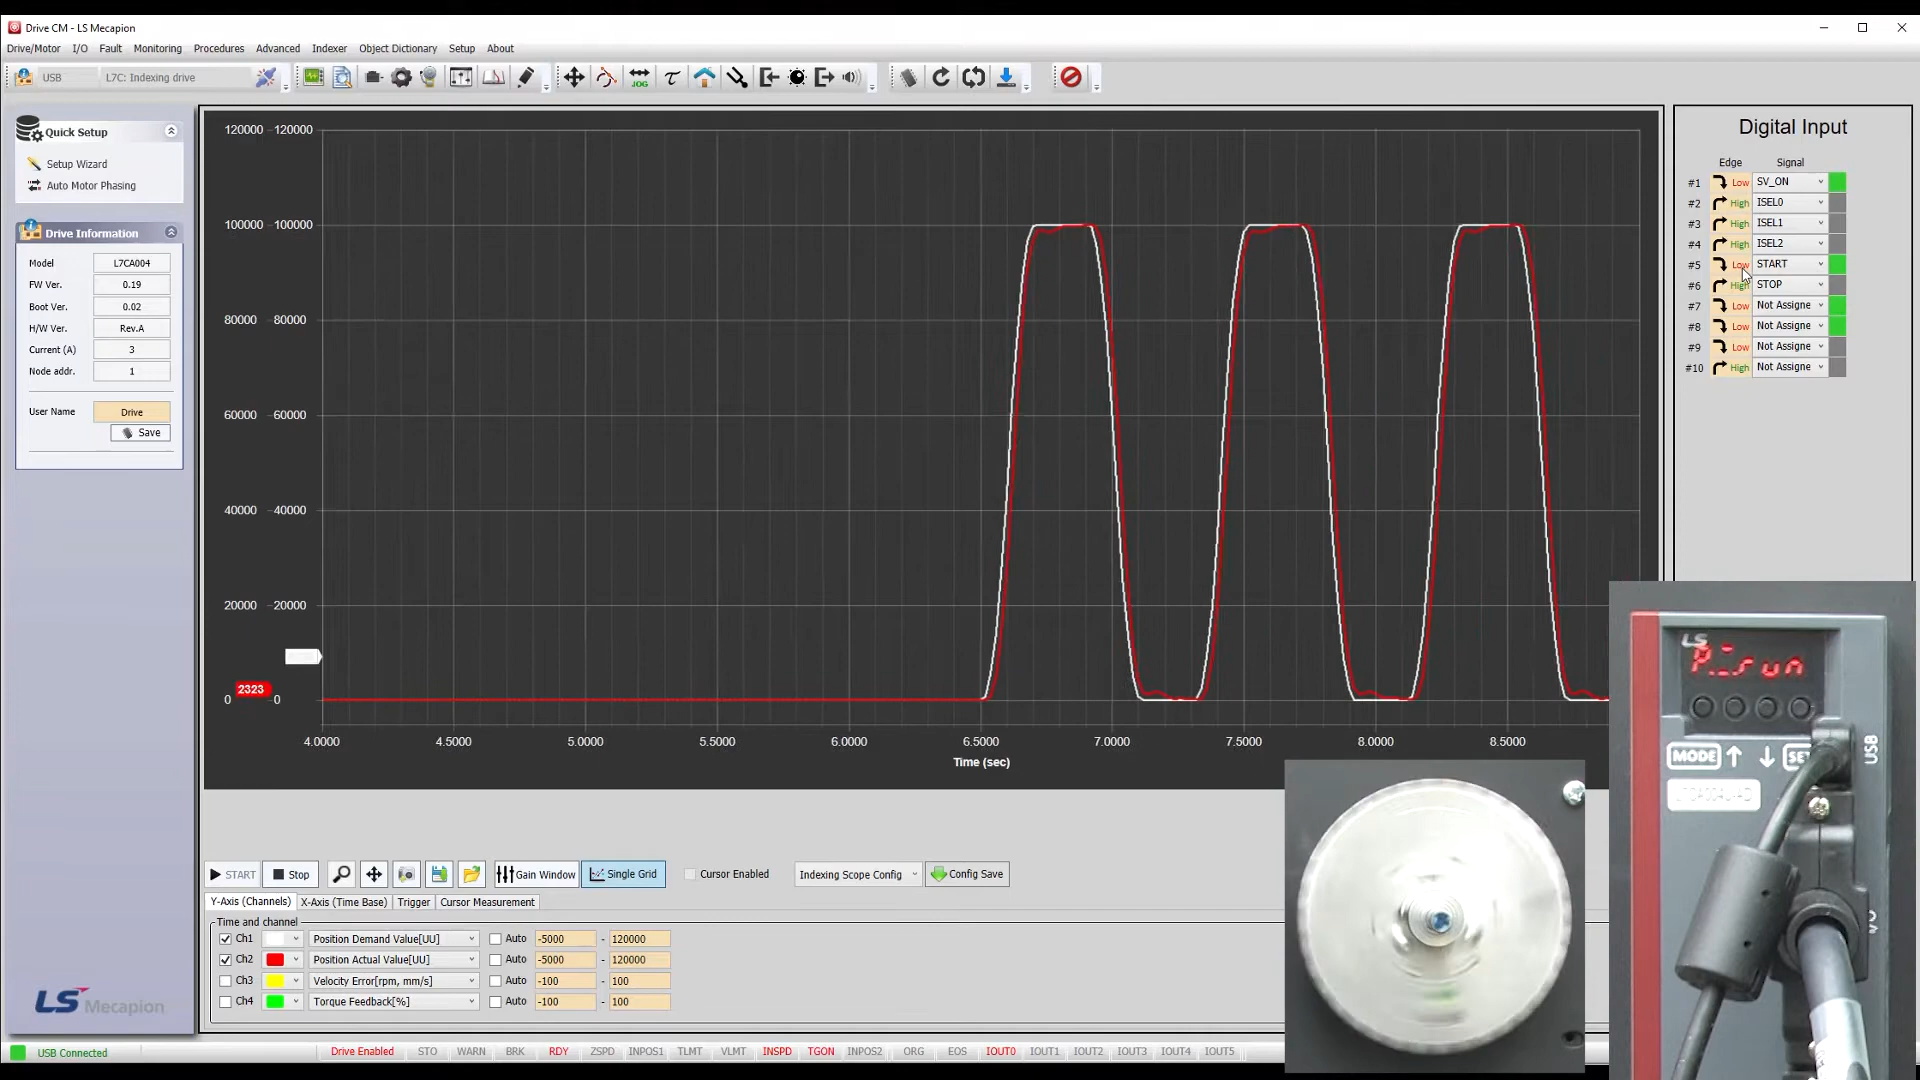 Drive CM - LS Mecapion
Drive/Motor I/O Fault Monitoring Procedures Advanced Indexer Object Dictionary Setup About
USB L7C: Indexing drive
JOG
Quick Setup
Setup Wizard
Auto Motor Phasing
Drive Information
Model L7CA004
FW Ver. 0.19
Boot Ver. 0.02
H/W Ver. Rev.A
Current (A) 3
Node addr. 1
User Name Drive
Save
LS Mecapion
120000 120000
100000 100000
80000 80000
60000 60000
40000 40000
20000 20000
2323
0 0
4.0000 4.5000 5.0000 5.5000 6.0000 6.5000 7.0000 7.5000 8.0000 8.5000
Time (sec)
Digital Input
Edge Signal
#1 Low SV_ON
#2 High ISEL0
#3 High ISEL1
#4 High ISEL2
#5 Low START
#6 High STOP
#7 Low Not Assigne
#8 Low Not Assigne
#9 Low Not Assigne
#10 High Not Assigne
LS
P_run
MODE
USB
START Stop Gain Window Single Grid Cursor Enabled Indexing Scope Config Config Save
Y-Axis (Channels) X-Axis (Time Base) Trigger Cursor Measurement
Time and channel
Ch1 Position Demand Value[UU] Auto -5000 - 120000
Ch2 Position Actual Value[UU] Auto -5000 - 120000
Ch3 Velocity Error[rpm, mm/s] Auto -100 - 100
Ch4 Torque Feedback[%] Auto -100 - 100
USB Connected Drive Enabled STO WARN BRK RDY ZSPD INPOS1 TLMT VLMT INSPD TGON INPOS2 ORG EOS IOUT0 IOUT1 IOUT2 IOUT3 IOUT4 IOUT5